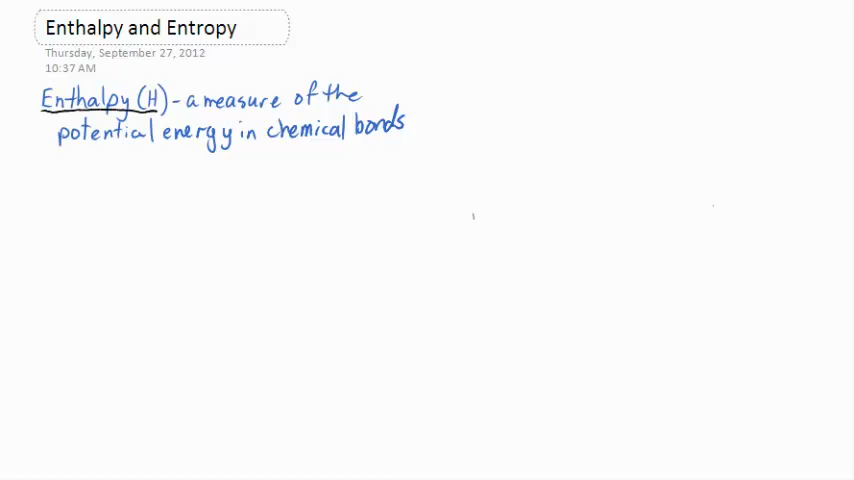 Enthalpy and Entropy
Thursday, September 27, 2012
10:37 AM
Enthalpy (H) - a measure of the
potential energy in chemical bonds